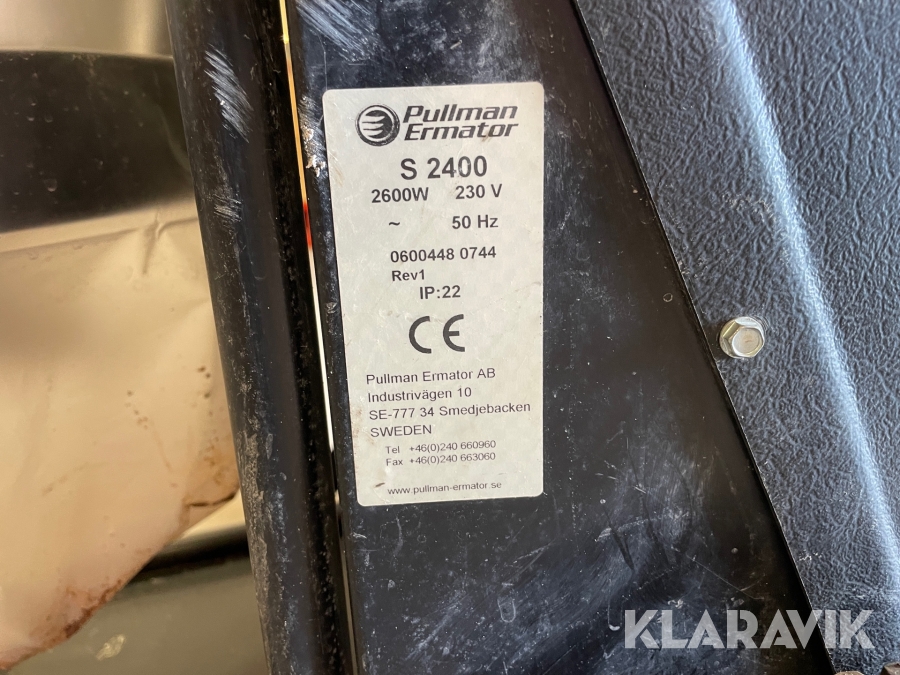 Pullman
Ermator
S 2400
2600W 230 V
~ 50 Hz
0600448 0744
Rev1
IP:22
CE
Pullman Ermator AB
Industrivägen 10
SE-777 34 Smedjebacken
SWEDEN
Tel +46(0)240 660960
Fax +46(0)240 663060
www.pullman-ermator.se
KLARAVIK